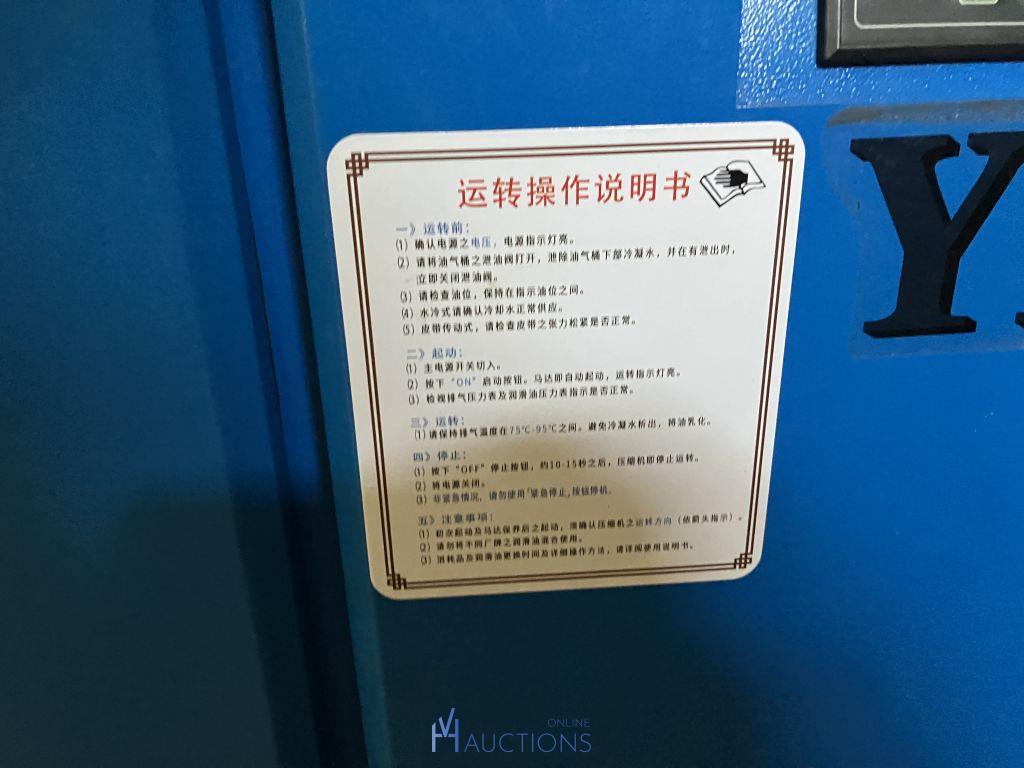 运转操作说明书
一》运转前：
(1) 确认电源之电压，电源指示灯亮。
(2) 请将油气桶之泄油阀打开，泄除油气桶下部冷凝水，并在有泄出时，
立即关闭泄油阀。
(3) 请检查油位，保持在指示油位之间。
(4) 水冷式请确认冷却水正常供应。
(5) 皮带传动式，请检查皮带之张力松紧是否正常。
二》起动：
(1) 主电源开关切入。
(2) 按下“ON”启动按钮。马达即自动起动，运转指示灯亮。
(3) 检视排气压力表及润滑油压力表指示是否正常。
三》运转：
(1)请保持排气温度在75℃-95℃之间。避免冷凝水析出，将油乳化。
四》停止：
(1) 按下“OFF”停止按钮，约10-15秒之后，压缩机即停止运转。
(2) 将电源关闭。
(3) 非紧急情况，请勿使用“紧急停止”按钮停机。
五》注意事项：
(1) 初次起动及马达保养后之起动，须确认压缩机之运转方向（依箭头指示）。
(2) 请勿将不同厂牌之润滑油混合使用。
(3) 消耗品及润滑油更换时间及详细操作方法，请详阅使用说明书。
Y
ONLINE
AUCTIONS